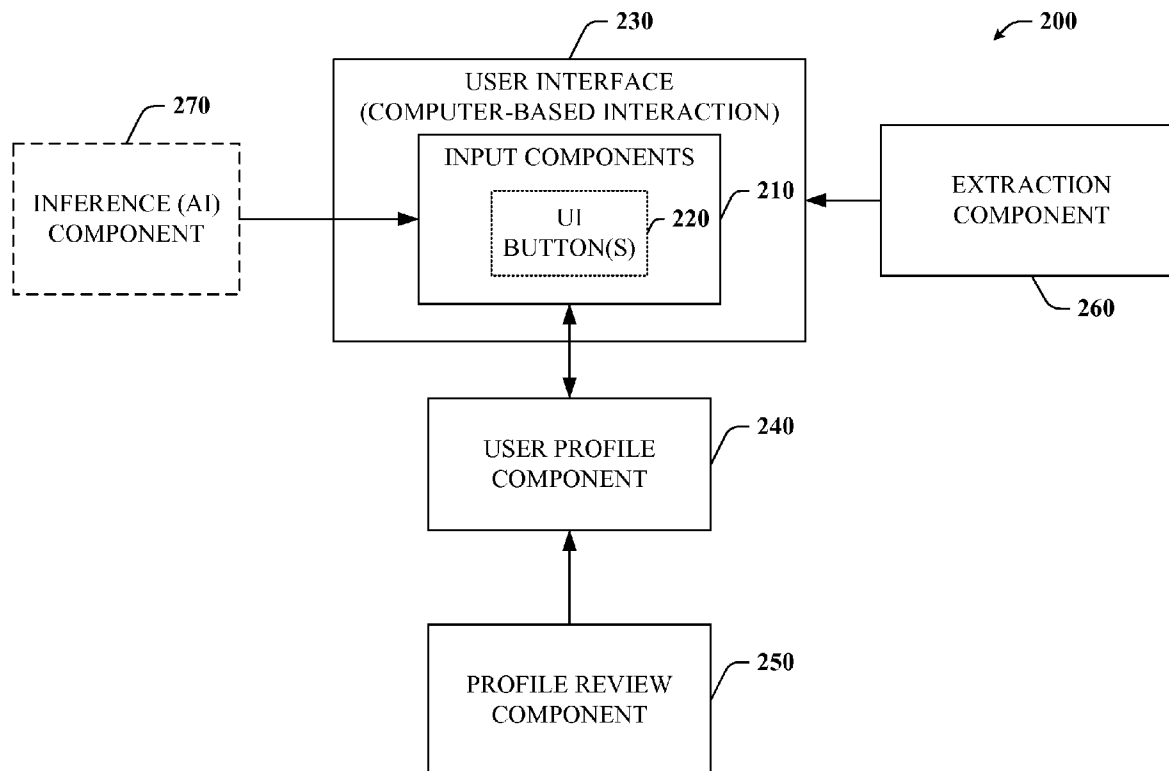 230
200
USER INTERFACE
(COMPUTER-BASED INTERACTION)
270
INPUT COMPONENTS
INFERENCE (AI)
COMPONENT
210
UI
BUTTON(S)
220
EXTRACTION
COMPONENT
260
240
USER PROFILE
COMPONENT
250
PROFILE REVIEW
COMPONENT